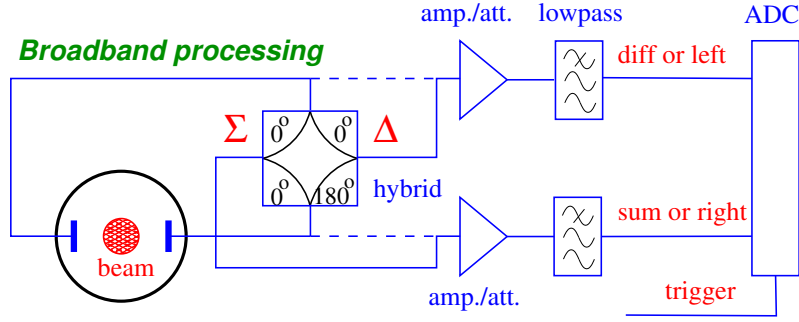 amp./att.
lowpass
ADC
Broadband processing
diff or left
Σ
0°
0°
Δ
0°
180°
hybrid
sum or right
beam
amp./att.
trigger